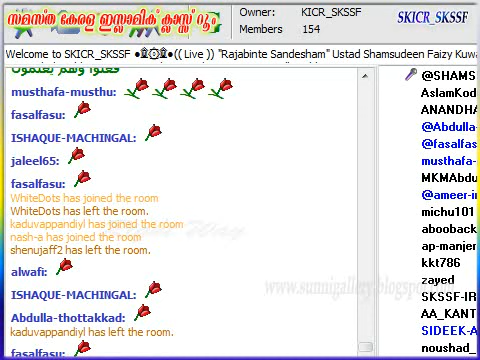 സമസ്ത കേരള ഇസ്ലാമിക് ക്ലാസ്സ് റൂം
Owner: KICR_SKSSF
Members 154
SKICR_SKSSF
Welcome to SKICR_SKSSF ●۩۞۩●(( Live )) "Rajabinte Sandesham" Ustad Shamsudeen Faizy Kuwa
musthafa-musthu:
fasalfasu:
ISHAQUE-MACHINGAL:
jaleel65:
fasalfasu:
WhiteDots has joined the room
WhiteDots has left the room.
kaduvappandiyl has joined the room
nash-a has joined the room
shenujaff2 has left the room.
alwafi:
ISHAQUE-MACHINGAL:
Abdulla-thottakkad:
kaduvappandiyl has left the room.
fasalfasu:
www.sunnigallery.blogspo
@SHAMS
AslamKod
ANANDHA
@Abdulla-
@fasalfas
musthafa-
MKMAbdu
@ameer-ir
michu101
abooback
ap-manjer
kkt786
zayed
SKSSF-IR
AA_KANT
SIDEEK-A
noushad_